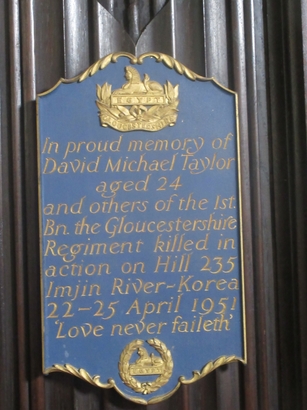 EGYPT
GLOUCESTERSHIRE
In proud memory of
David Michael Taylor
aged 24
and others of the 1st.
Bn. the Gloucestershire
Regiment killed in
action on Hill 235
Imjin River-Korea
22-25 April 1951
'Love never faileth'